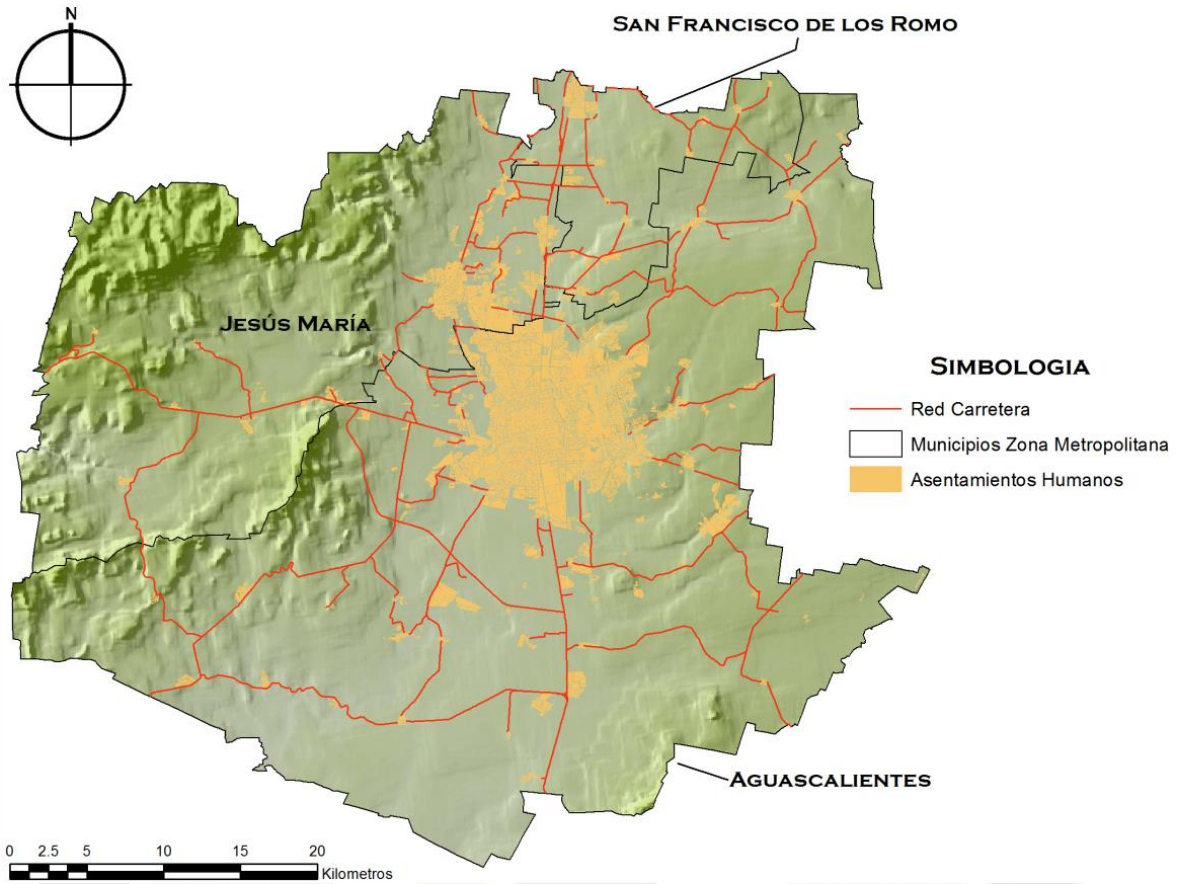 N
SAN FRANCISCO DE LOS ROMO
JESÚS MARÍA
SIMBOLOGIA
Red Carretera
Municipios Zona Metropolitana
Asentamientos Humanos
AGUASCALIENTES
0 2.5 5 10 15 20
Kilometros